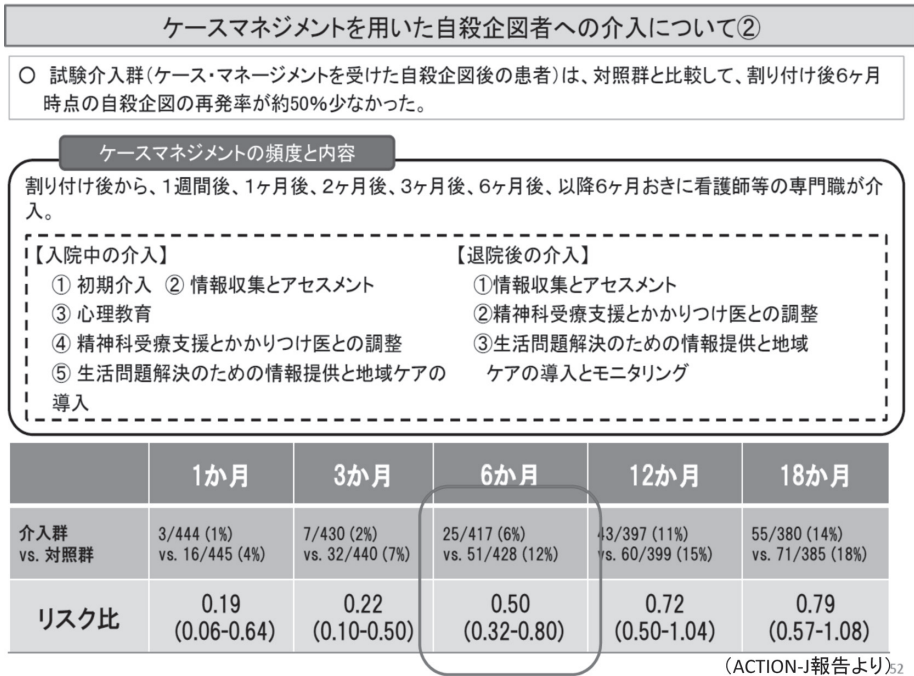 ケースマネジメントを用いた自殺企図者への介入について②
○ 試験介入群(ケース・マネージメントを受けた自殺企図後の患者)は、対照群と比較して、割り付け後6ヶ月
時点の自殺企図の再発率が約50%少なかった。
ケースマネジメントの頻度と内容
割り付け後から、1週間後、1ヶ月後、2ヶ月後、3ヶ月後、6ヶ月後、以降6ヶ月おきに看護師等の専門職が介
入。
【入院中の介入】
① 初期介入 ② 情報収集とアセスメント
③ 心理教育
④ 精神科受療支援とかかりつけ医との調整
⑤ 生活問題解決のための情報提供と地域ケアの
導入
【退院後の介入】
①情報収集とアセスメント
②精神科受療支援とかかりつけ医との調整
③生活問題解決のための情報提供と地域
ケアの導入とモニタリング
1か月 3か月 6か月 12か月 18か月
介入群 3/444 (1%) 7/430 (2%) 25/417 (6%) 43/397 (11%) 55/380 (14%)
vs. 対照群 vs. 16/445 (4%) vs. 32/440 (7%) vs. 51/428 (12%) vs. 60/399 (15%) vs. 71/385 (18%)
リスク比 0.19 0.22 0.50 0.72 0.79
(0.06-0.64) (0.10-0.50) (0.32-0.80) (0.50-1.04) (0.57-1.08)
(ACTION-J報告より)52